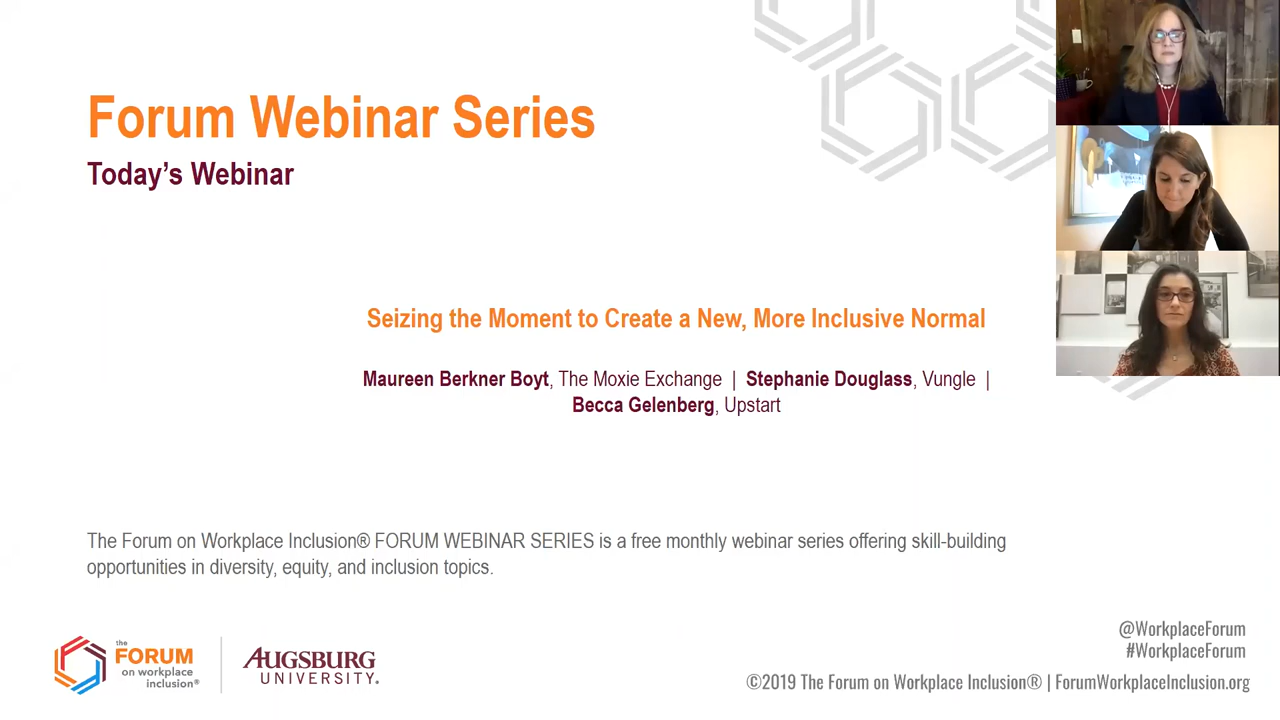 Forum Webinar Series
Today’s Webinar
Seizing the Moment to Create a New, More Inclusive Normal
Maureen Berkner Boyt, The Moxie Exchange | Stephanie Douglass, Vungle |
Becca Gelenberg, Upstart
The Forum on Workplace Inclusion® FORUM WEBINAR SERIES is a free monthly webinar series offering skill-building
opportunities in diversity, equity, and inclusion topics.
the
FORUM
on workplace
inclusion®
AUGSBURG
UNIVERSITY®
@WorkplaceForum
#WorkplaceForum
©2019 The Forum on Workplace Inclusion® | ForumWorkplaceInclusion.org